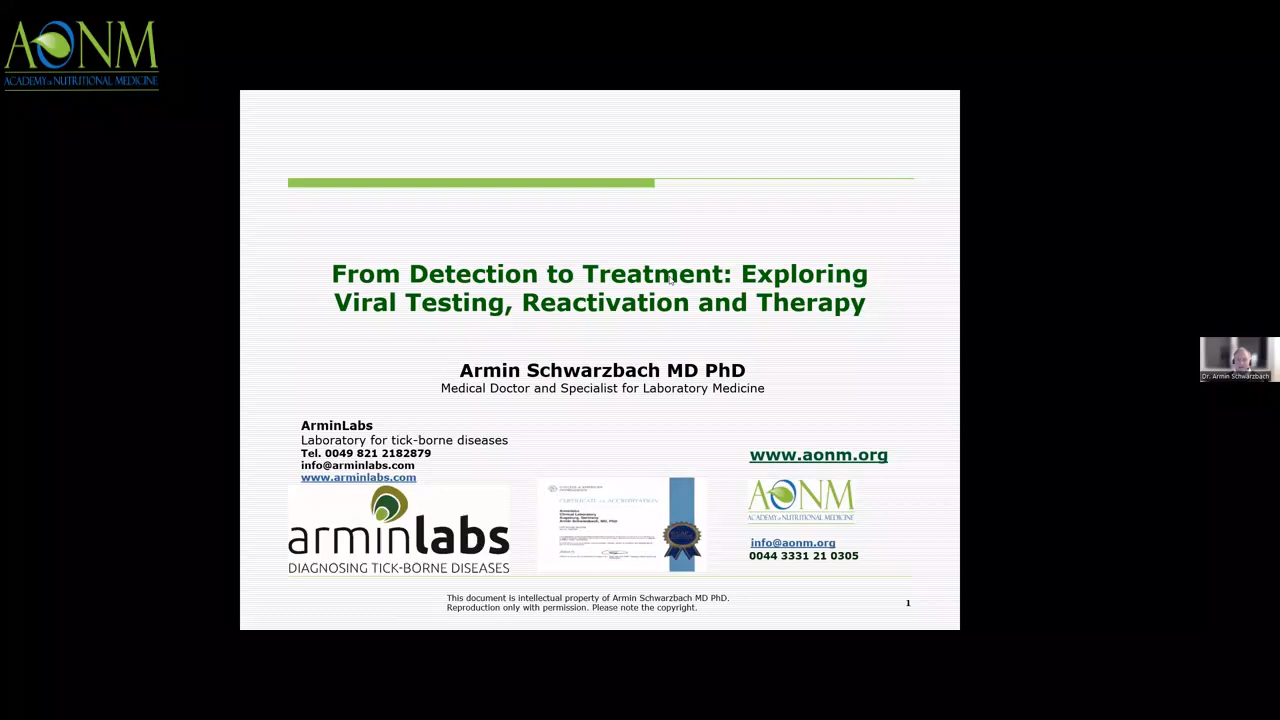 AONM
ACADEMY of NUTRITIONAL MEDICINE
From Detection to Treatment: Exploring
Viral Testing, Reactivation and Therapy
Armin Schwarzbach MD PhD
Medical Doctor and Specialist for Laboratory Medicine
ArminLabs
Laboratory for tick-borne diseases
Tel. 0049 821 2182879
info@arminlabs.com
www.arminlabs.com
arminlabs
DIAGNOSING TICK-BORNE DISEASES
CERTIFICATE OF ACCREDITATION
www.aonm.org
AONM
ACADEMY of NUTRITIONAL MEDICINE
info@aonm.org
0044 3331 21 0305
This document is intellectual property of Armin Schwarzbach MD PhD.
Reproduction only with permission. Please note the copyright.
1
Dr. Armin Schwarzbach